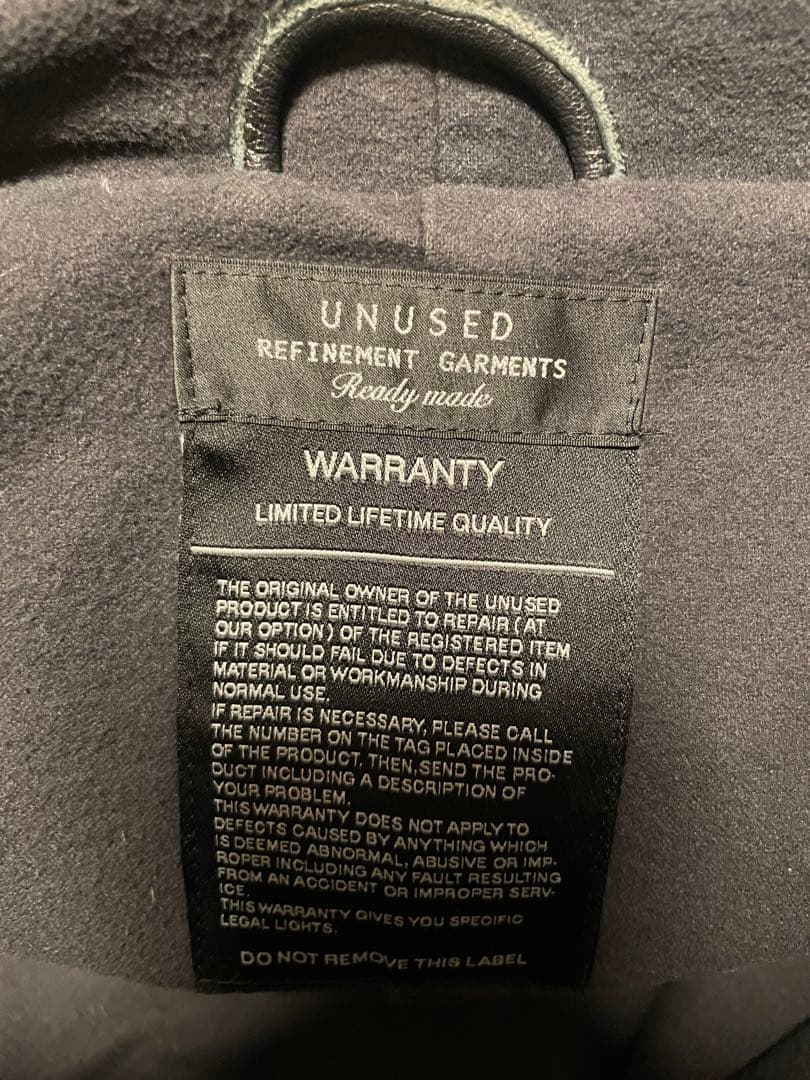 UNUSED
REFINEMENT GARMENTS
Ready made
WARRANTY
LIMITED LIFETIME QUALITY
THE ORIGINAL OWNER OF THE UNUSED
PRODUCT IS ENTITLED TO REPAIR (AT
OUR OPTION) OF THE REGISTERED ITEM
IF IT SHOULD FAIL DUE TO DEFECTS IN
MATERIAL OR WORKMANSHIP DURING
NORMAL USE.
IF REPAIR IS NECESSARY, PLEASE CALL
THE NUMBER ON THE TAG PLACED INSIDE
OF THE PRODUCT. THEN, SEND THE PRO-
DUCT INCLUDING A DESCRIPTION OF
YOUR PROBLEM.
THIS WARRANTY DOES NOT APPLY TO
DEFECTS CAUSED BY ANYTHING WHICH
IS DEEMED ABNORMAL, ABUSIVE OR IMP-
ROPER INCLUDING ANY FAULT RESULTING
FROM AN ACCIDENT OR IMPROPER SERV-
ICE.
THIS WARRANTY GIVES YOU SPECIFIC
LEGAL LIGHTS.
DO NOT REMOVE THIS LABEL